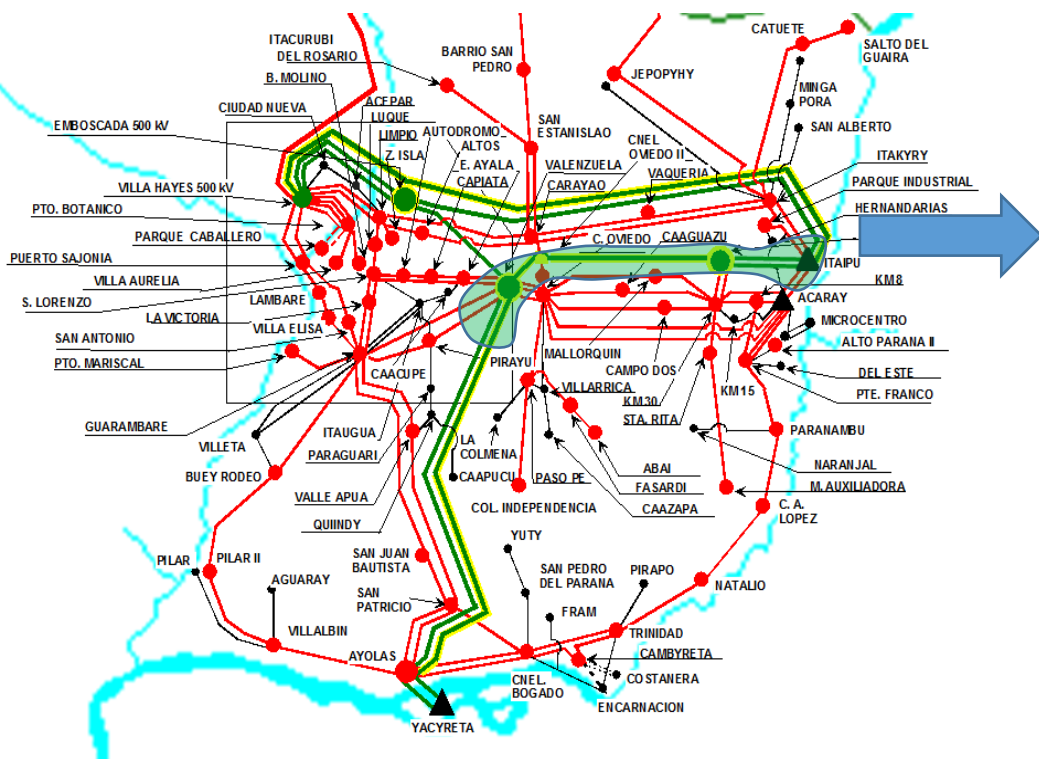 CATUETE
SALTO DEL
GUAIRA
ITACURUBI
DEL ROSARIO
BARRIO SAN
PEDRO
B. MOLINO
JEPOPYHY
MINGA
PORA
CIUDAD NUEVA
ACEPAR
LUQUE
LIMPIO
Z. ISLA
EMBOSCADA 500 kV
AUTODROMO
ALTOS
E. AYALA
CAPIATA
SAN
ESTANISLAO
VALENZUELA
CARAYAO
CNEL
OVIEDO II
VAQUERIA
SAN ALBERTO
ITAKYRY
PARQUE INDUSTRIAL
HERNANDARIAS
VILLA HAYES 500 kV
PTO. BOTANICO
PARQUE CABALLERO
PUERTO SAJONIA
VILLA AURELIA
C. OVIEDO
CAAGUAZU
ITAIPU
KM8
S. LORENZO
LAMBARE
LA VICTORIA
VILLA ELISA
SAN ANTONIO
PTO. MARISCAL
ACARAY
MICROCENTRO
ALTO PARANA II
DEL ESTE
PTE. FRANCO
CAACUPE
PIRAYU
MALLORQUIN
CAMPO DOS
KM30
KM15
STA. RITA
VILLARRICA
GUARAMBARE
VILLETA
BUEY RODEO
ITAUGUA
PARAGUARI
VALLE APUA
QUIINDY
LA
COLMENA
CAAPUCU
PASO PE
COL. INDEPENDENCIA
ABAI
FASARDI
CAAZAPA
PARANAMBU
NARANJAL
M. AUXILIADORA
C. A.
LOPEZ
PILAR
PILAR II
AGUARAY
VILLALBIN
SAN JUAN
BAUTISTA
SAN
PATRICIO
YUTY
SAN PEDRO
DEL PARANA
PIRAPO
NATALIO
FRAM
TRINIDAD
CAMBYRETA
COSTANERA
AYOLAS
CNEL.
BOGADO
ENCARNACION
YACYRETA